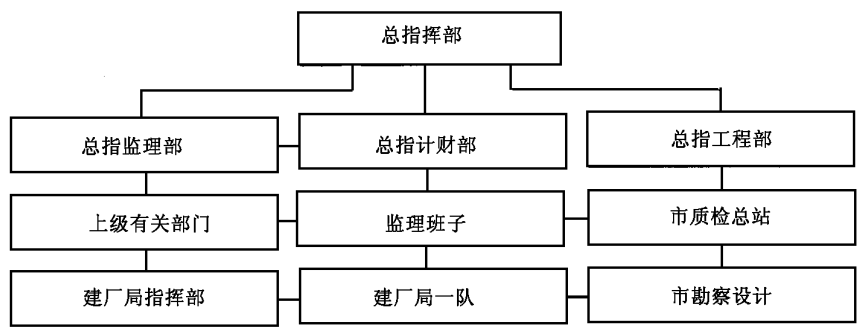 总指挥部
总指监理部
总指计财部
总指工程部
上级有关部门
监理班子
市质检总站
建厂局指挥部
建厂局一队
市勘察设计